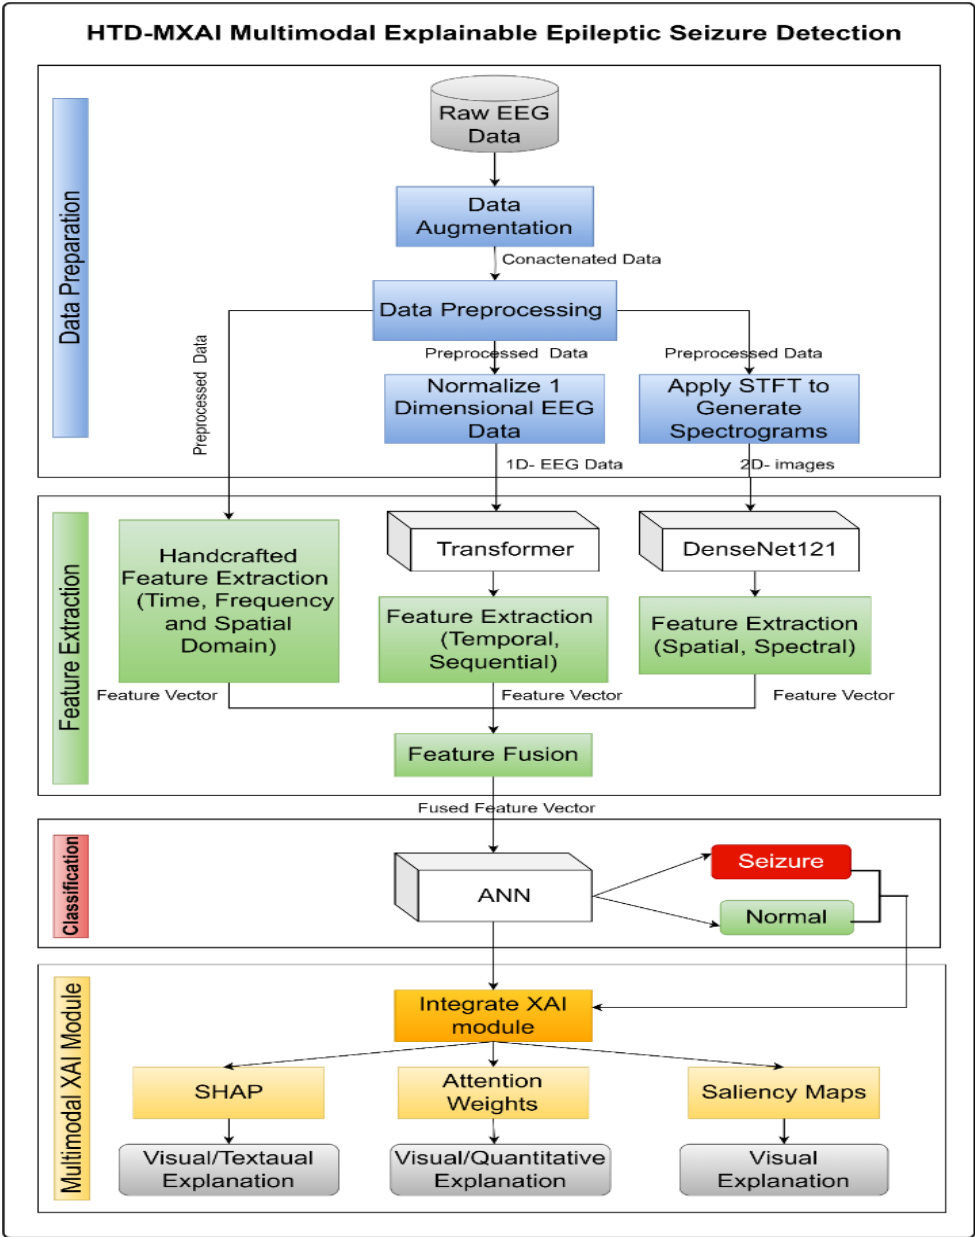 HTD-MXAI Multimodal Explainable Epileptic Seizure Detection
Data Preparation
Raw EEG
Data
Data
Augmentation
Conactenated Data
Data Preprocessing
Preprocessed Data
Preprocessed Data
Preprocessed Data
Normalize 1
Dimensional EEG
Data
Apply STFT to
Generate
Spectrograms
1D- EEG Data
2D- images
Feature Extraction
Handcrafted
Feature Extraction
(Time, Frequency
and Spatial
Domain)
Transformer
DenseNet121
Feature Extraction
(Temporal,
Sequential)
Feature Extraction
(Spatial, Spectral)
Feature Vector
Feature Vector
Feature Vector
Feature Fusion
Fused Feature Vector
Classification
ANN
Seizure
Normal
Multimodal XAI Module
Integrate XAI
module
SHAP
Attention
Weights
Saliency Maps
Visual/Textaual
Explanation
Visual/Quantitative
Explanation
Visual
Explanation